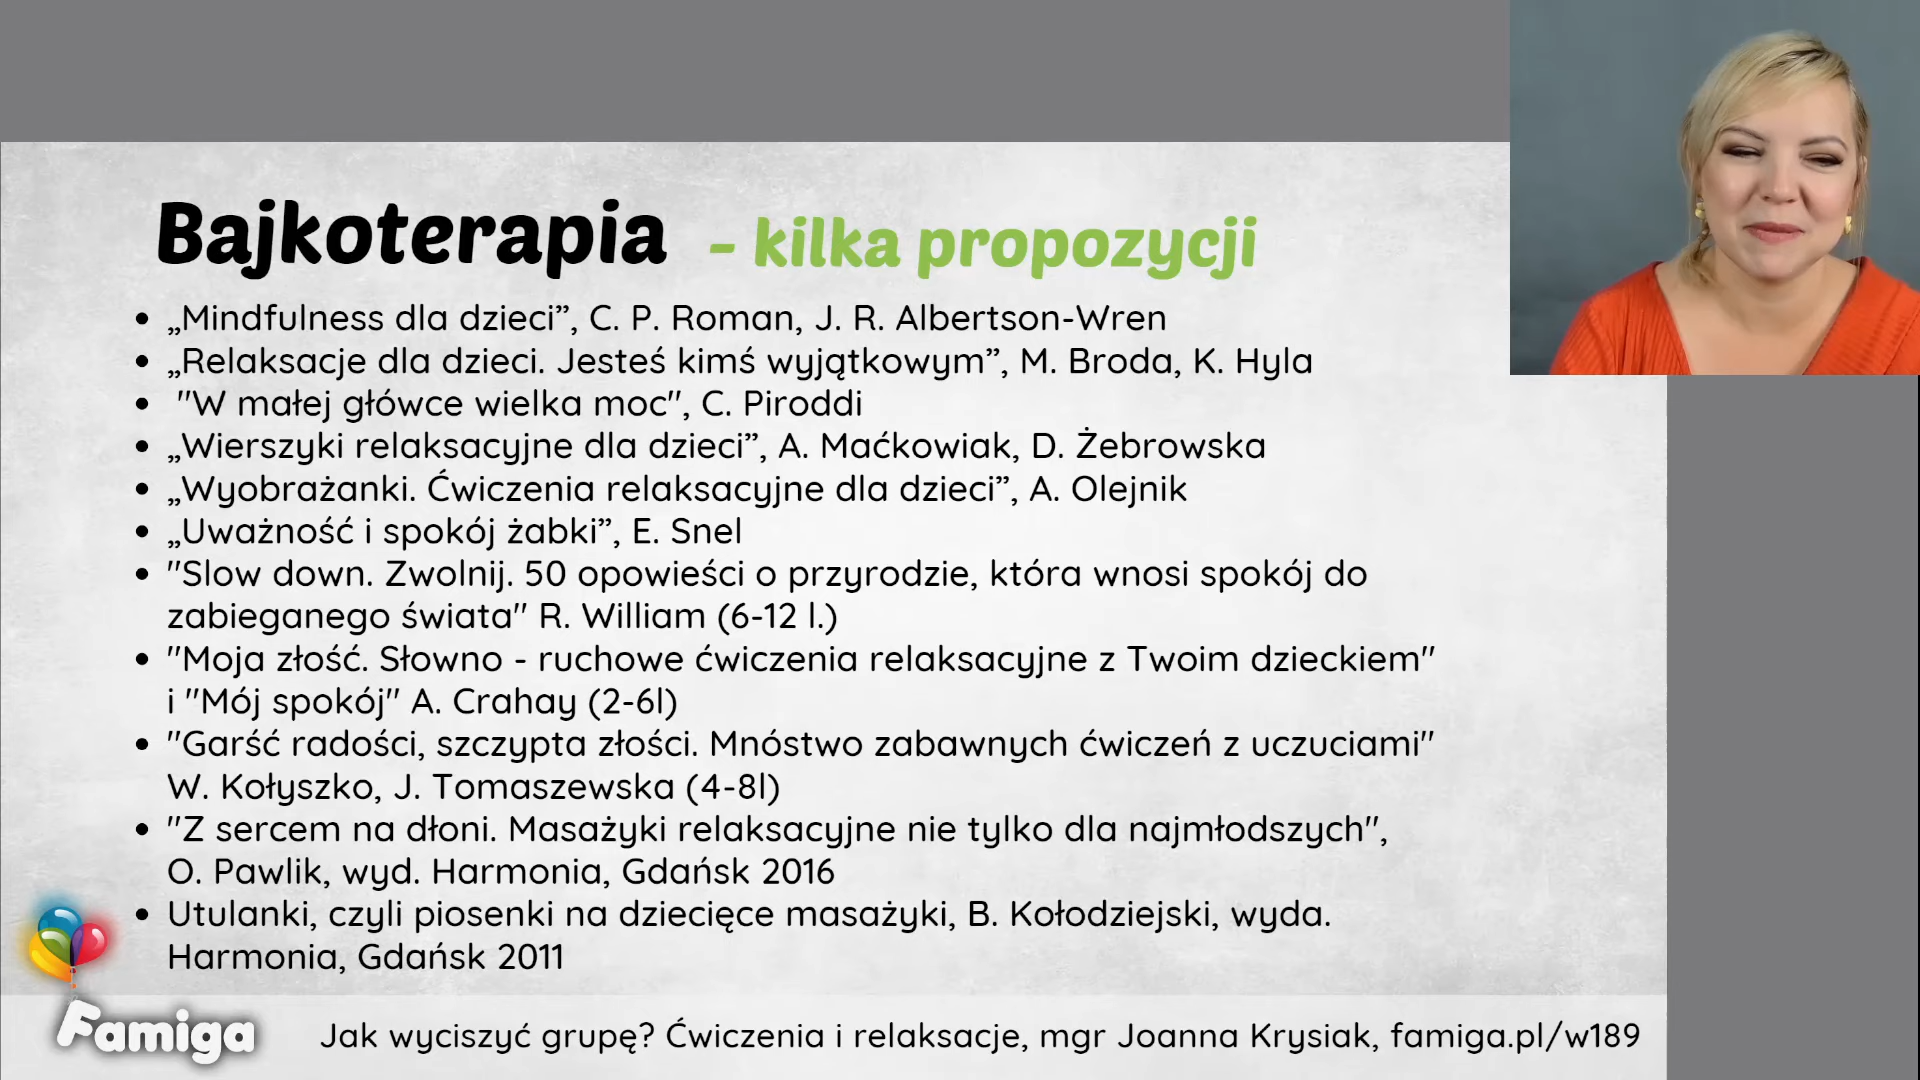 Bajkoterapia - kilka propozycji
• „Mindfulness dla dzieci”, C. P. Roman, J. R. Albertson-Wren
• „Relaksacje dla dzieci. Jesteś kimś wyjątkowym”, M. Broda, K. Hyla
• "W małej główce wielka moc", C. Piroddi
• „Wierszyki relaksacyjne dla dzieci”, A. Maćkowiak, D. Żebrowska
• „Wyobrażanki. Ćwiczenia relaksacyjne dla dzieci”, A. Olejnik
• „Uważność i spokój żabki”, E. Snel
• "Slow down. Zwolnij. 50 opowieści o przyrodzie, która wnosi spokój do
zabieganego świata" R. William (6-12 l.)
• "Moja złość. Słowno - ruchowe ćwiczenia relaksacyjne z Twoim dzieckiem"
i "Mój spokój" A. Crahay (2-6l)
• "Garść radości, szczypta złości. Mnóstwo zabawnych ćwiczeń z uczuciami"
W. Kołyszko, J. Tomaszewska (4-8l)
• "Z sercem na dłoni. Masażyki relaksacyjne nie tylko dla najmłodszych",
O. Pawlik, wyd. Harmonia, Gdańsk 2016
• Utulanki, czyli piosenki na dziecięce masażyki, B. Kołodziejski, wyda.
Harmonia, Gdańsk 2011
Famiga
Jak wyciszyć grupę? Ćwiczenia i relaksacje, mgr Joanna Krysiak, famiga.pl/w189